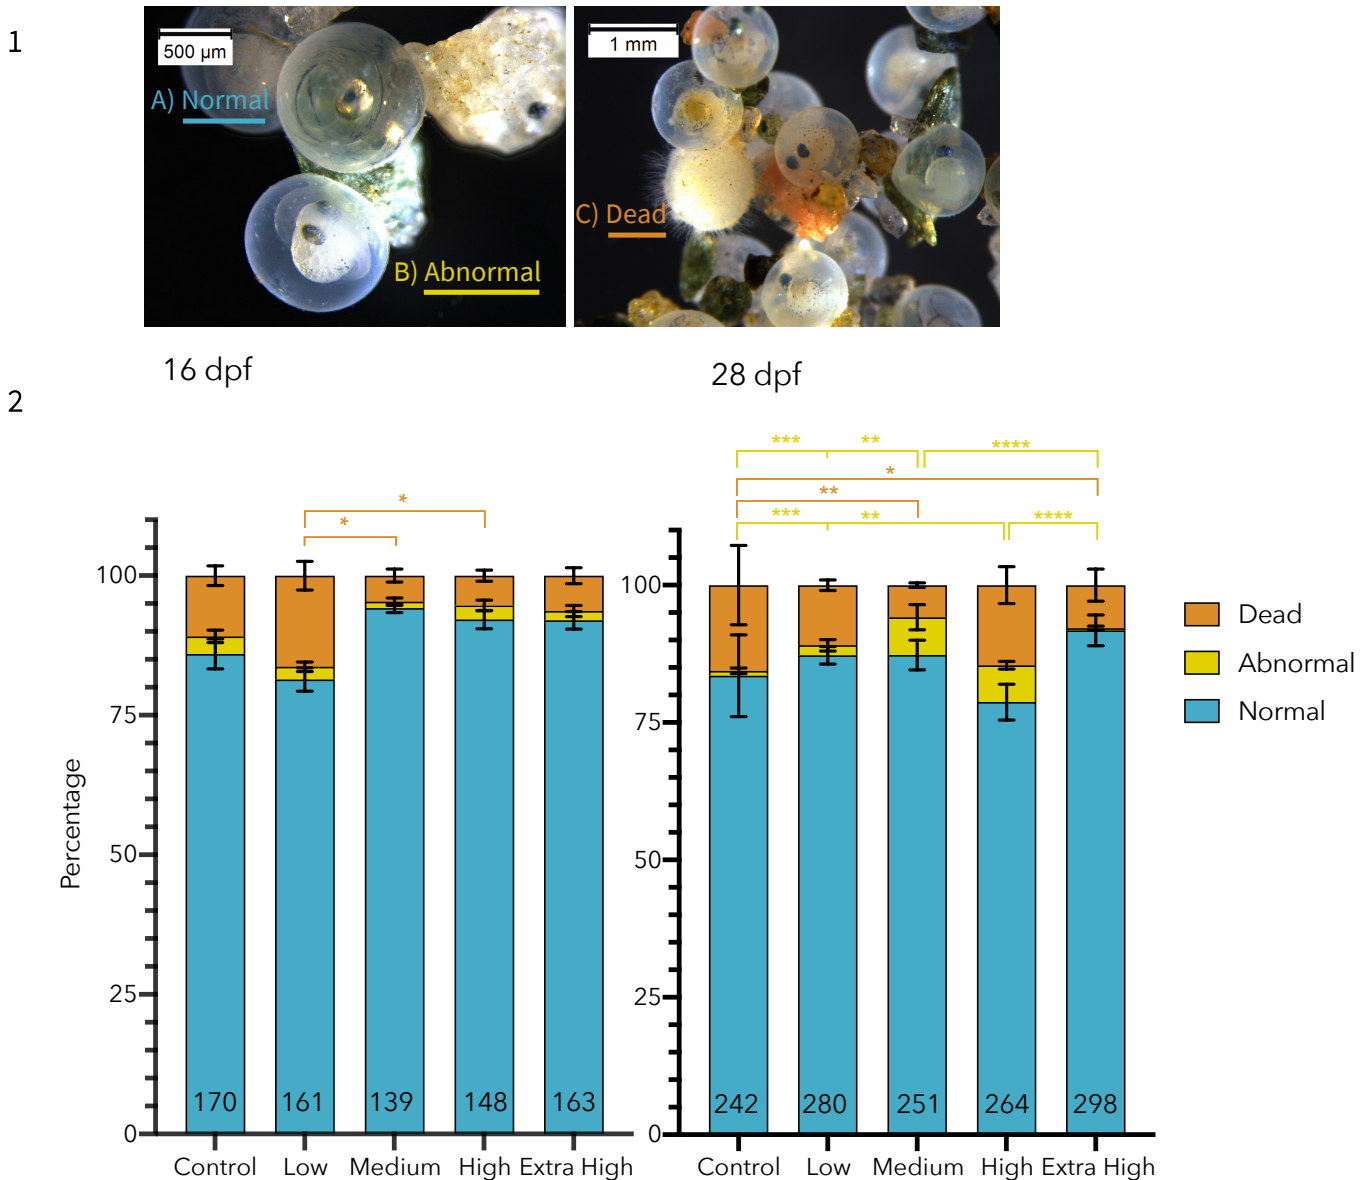 1
500 μm
A) Normal
B) Abnormal
1 mm
C) Dead
16 dpf
28 dpf
2
* *
*** ** ****
*
**
*** ** ****
Percentage
100
75
50
25
0
170 161 139 148 163
Control Low Medium High Extra High
100
75
50
25
0
242 280 251 264 298
Control Low Medium High Extra High
Dead
Abnormal
Normal